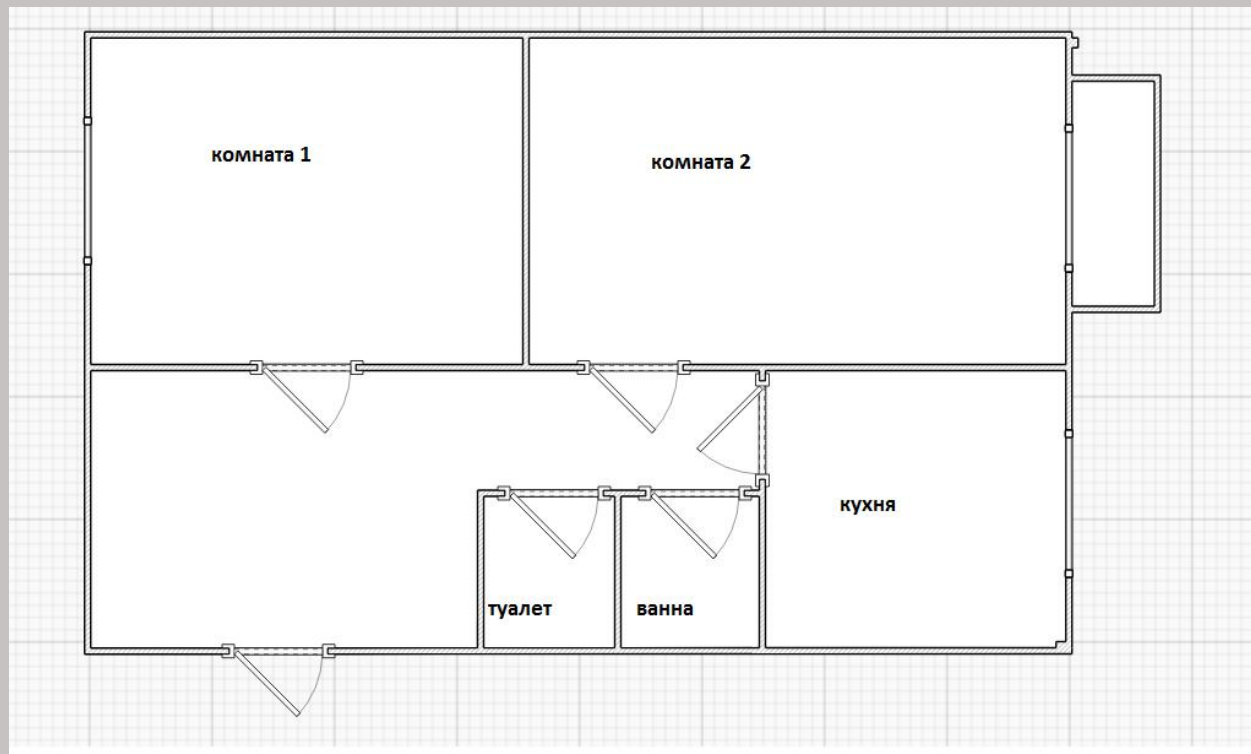 комната 1
комната 2
кухня
туалет
ванна